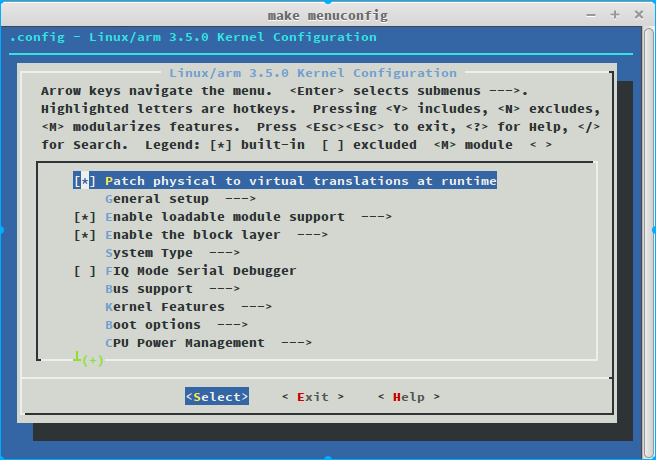 make menuconfig
.config - Linux/arm 3.5.0 Kernel Configuration
Linux/arm 3.5.0 Kernel Configuration
Arrow keys navigate the menu.  <Enter> selects submenus --->.
Highlighted letters are hotkeys.  Pressing <Y> includes, <N> excludes,
<M> modularizes features.  Press <Esc><Esc> to exit, <?> for Help, </>
for Search.  Legend: [*] built-in  [ ] excluded  <M> module  < >
[*] Patch physical to virtual translations at runtime
General setup  --->
[*] Enable loadable module support  --->
[*] Enable the block layer  --->
System Type  --->
[ ] FIQ Mode Serial Debugger
Bus support  --->
Kernel Features  --->
Boot options  --->
CPU Power Management  --->
┴(+)
<Select>    < Exit >    < Help >